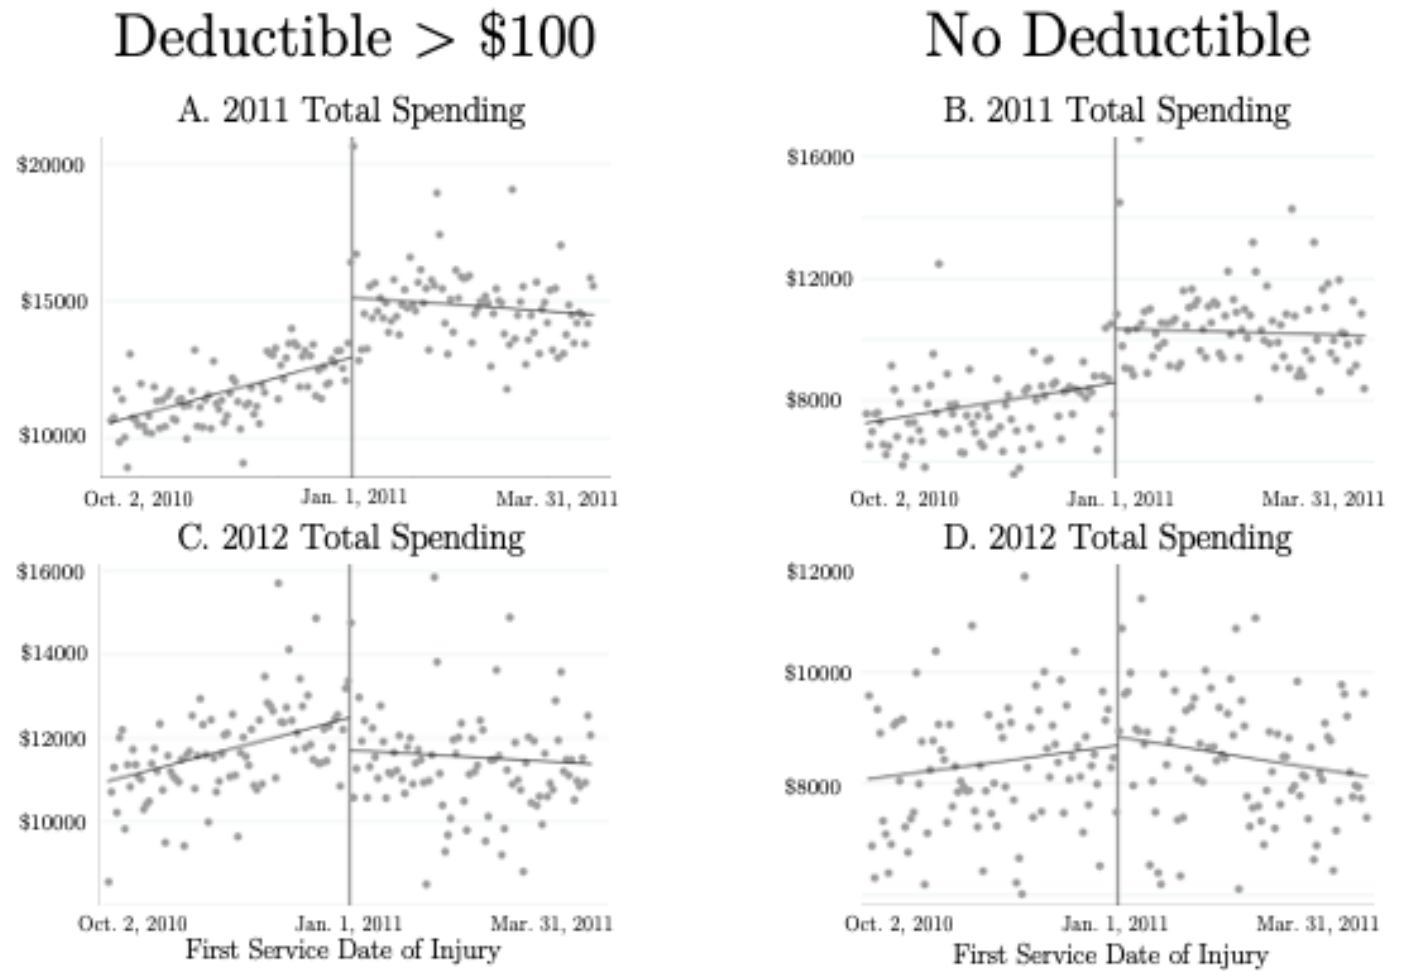 Deductible > $100
No Deductible
A. 2011 Total Spending
B. 2011 Total Spending
$20000
$15000
$10000
Oct. 2, 2010
Jan. 1, 2011
Mar. 31, 2011
$16000
$12000
$8000
Oct. 2, 2010
Jan. 1, 2011
Mar. 31, 2011
C. 2012 Total Spending
D. 2012 Total Spending
$16000
$14000
$12000
$10000
Oct. 2, 2010
Jan. 1, 2011
Mar. 31, 2011
First Service Date of Injury
$12000
$10000
$8000
Oct. 2, 2010
Jan. 1, 2011
Mar. 31, 2011
First Service Date of Injury